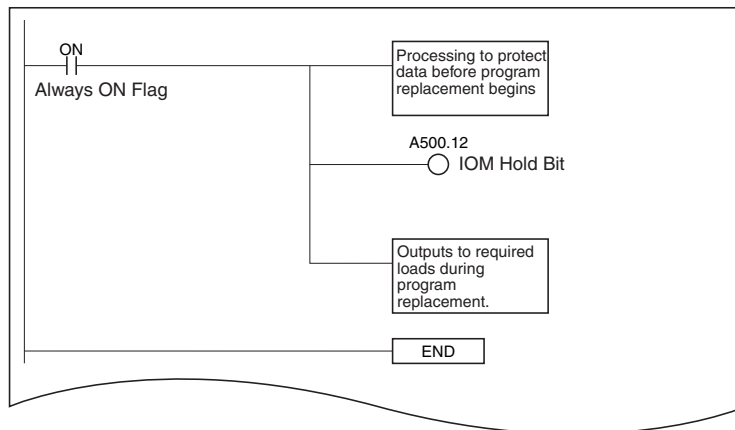 ON
Always ON Flag
Processing to protect
data before program
replacement begins
A500.12
IOM Hold Bit
Outputs to required
loads during
program
replacement.
END